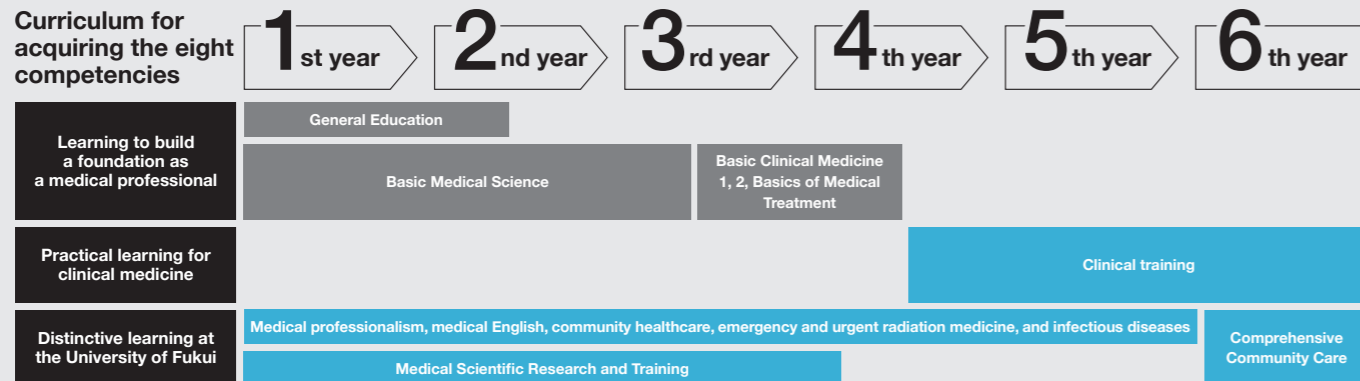 Curriculum for
acquiring the eight
competencies
1st year
2nd year
3rd year
4th year
5th year
6th year
Learning to build
a foundation as
a medical professional
General Education
Basic Medical Science
Basic Clinical Medicine
1, 2, Basics of Medical
Treatment
Practical learning for
clinical medicine
Clinical training
Distinctive learning at
the University of Fukui
Medical professionalism, medical English, community healthcare, emergency and urgent radiation medicine, and infectious diseases
Medical Scientific Research and Training
Comprehensive
Community Care